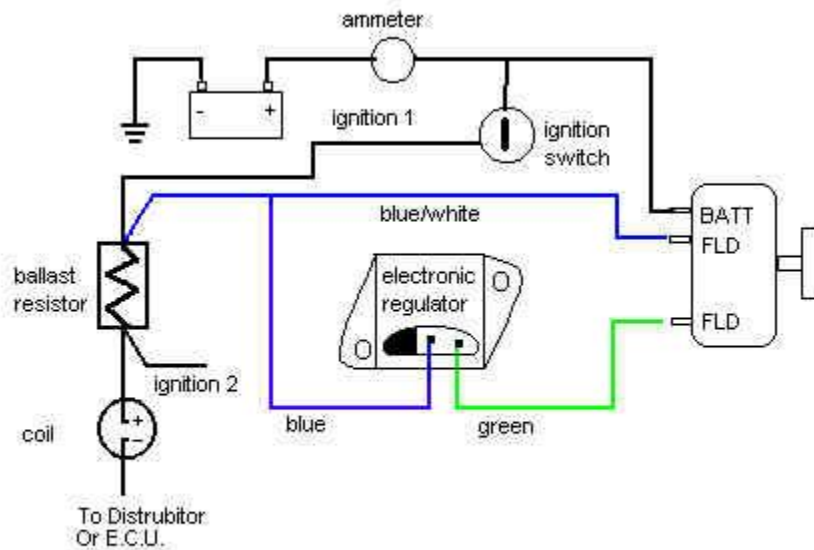 ammeter
- +
ignition 1
ignition
switch
blue/white
BATT
FLD
ballast
resistor
electronic
regulator
FLD
ignition 2
coil
+
-
blue
green
To Distrubitor
Or E.C.U.